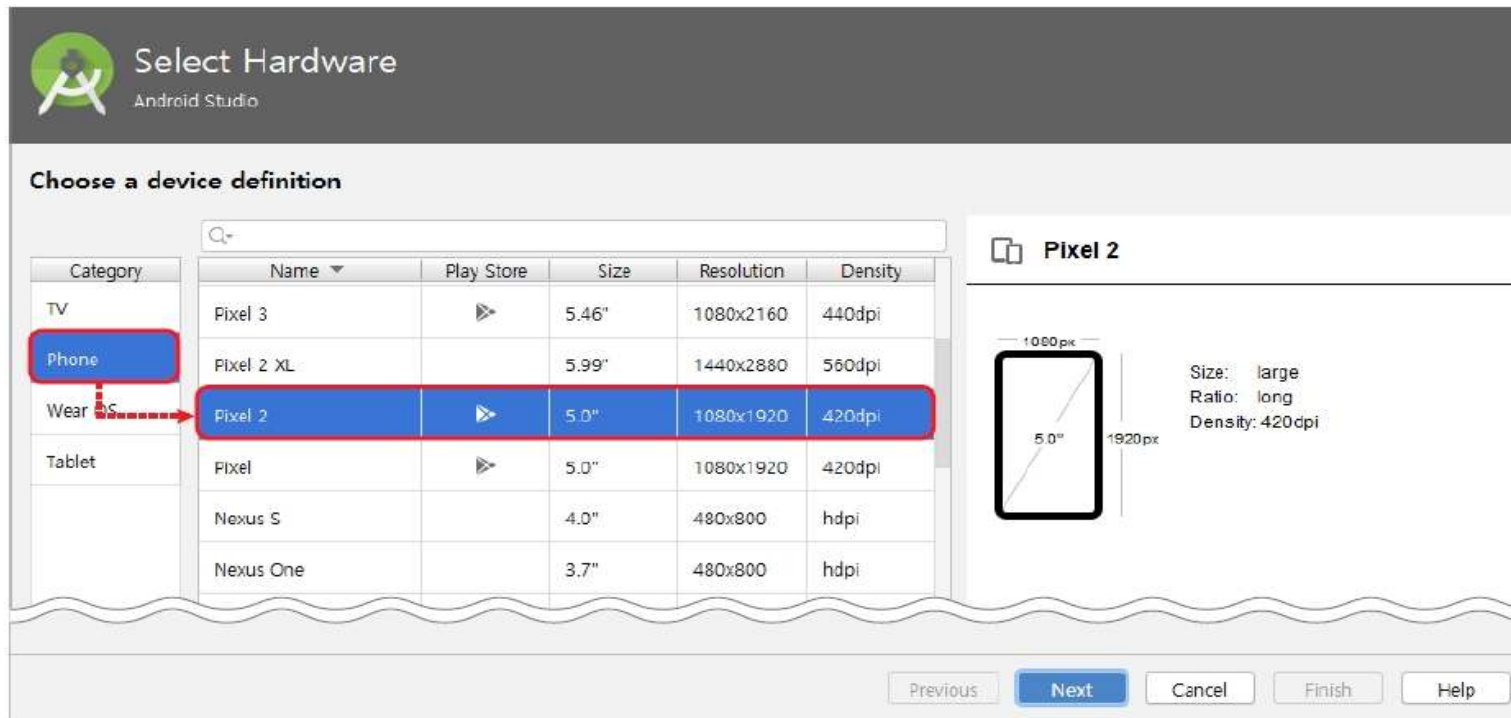 Select Hardware
Android Studio
Choose a device definition
Category
TV
Phone
Wear OS
Tablet
Name Play Store Size Resolution Density
Pixel 3 5.46" 1080x2160 440dpi
Pixel 2 XL 5.99" 1440x2880 560dpi
Pixel 2 5.0" 1080x1920 420dpi
Pixel 5.0" 1080x1920 420dpi
Nexus S 4.0" 480x800 hdpi
Nexus One 3.7" 480x800 hdpi
Pixel 2
1080px
5.0"
1920px
Size: large
Ratio: long
Density: 420dpi
Previous Next Cancel Finish Help